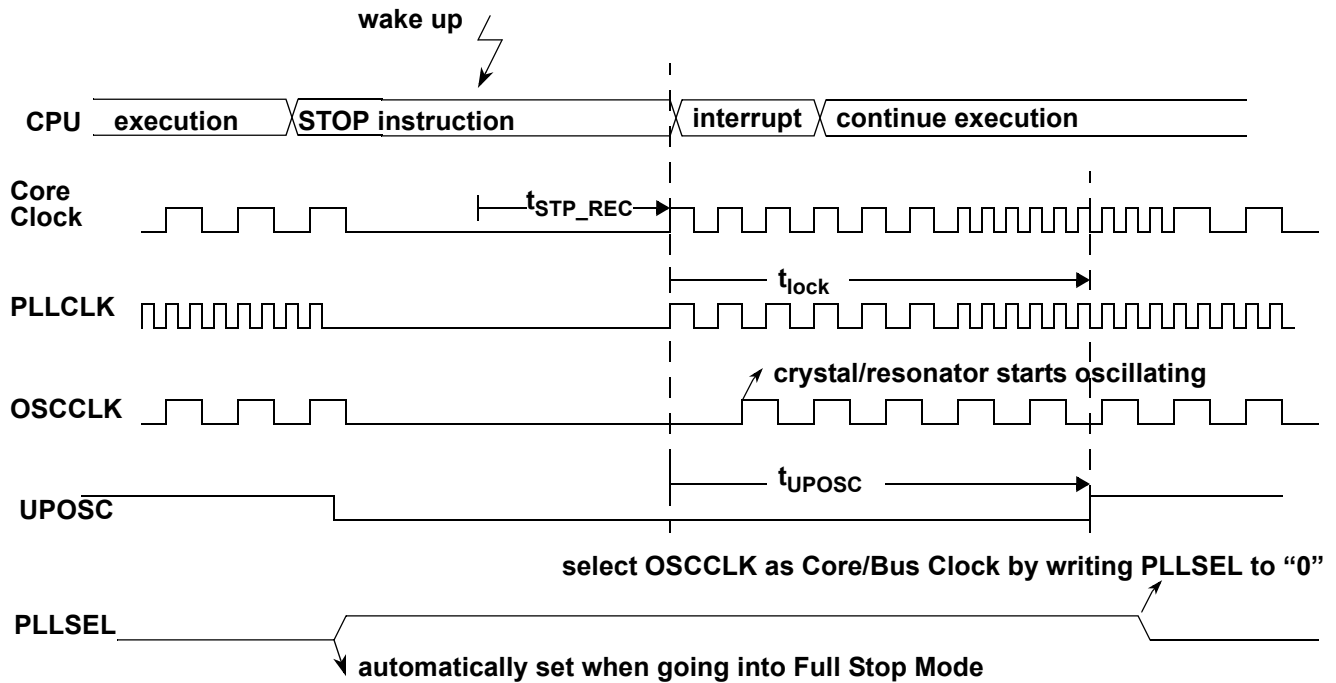 wake up
CPU execution STOP instruction interrupt continue execution
Core
Clock
tSTP_REC
tlock
PLLCLK
crystal/resonator starts oscillating
OSCCLK
tUPOSC
UPOSC
select OSCCLK as Core/Bus Clock by writing PLLSEL to “0”
PLLSEL
automatically set when going into Full Stop Mode